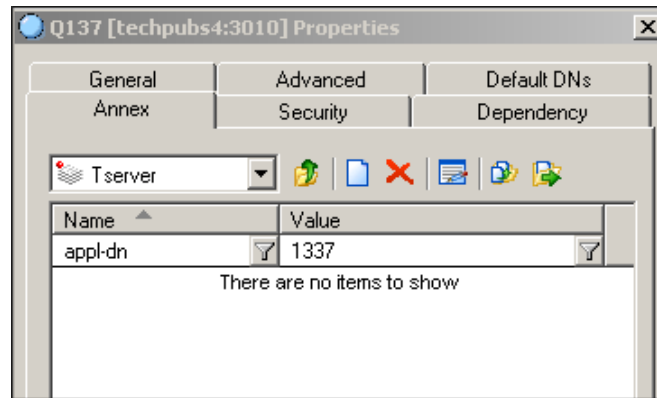 Q137 [techpubs4:3010] Properties
General Advanced Default DNs
Annex Security Dependency
Tserver
Name Value
appl-dn 1337
There are no items to show